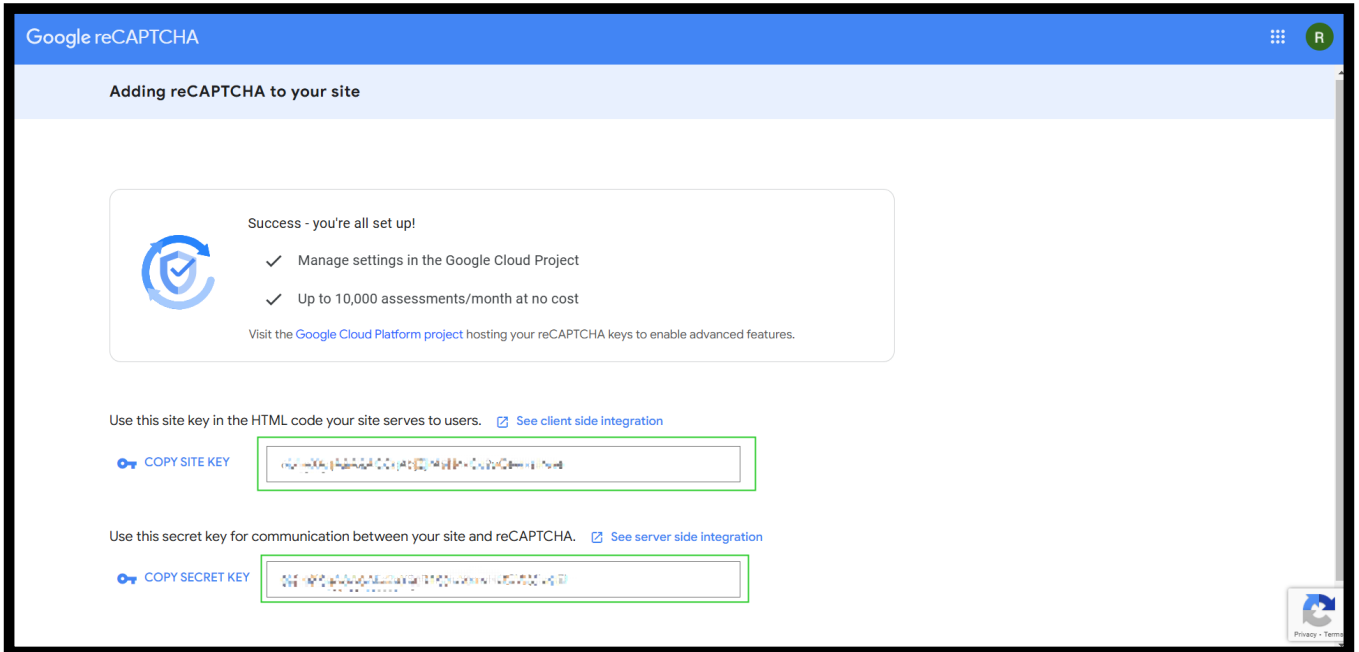 Google reCAPTCHA
R
Adding reCAPTCHA to your site
Success - you're all set up!
Manage settings in the Google Cloud Project
Up to 10,000 assessments/month at no cost
Visit the Google Cloud Platform project hosting your reCAPTCHA keys to enable advanced features.
Use this site key in the HTML code your site serves to users. See client side integration
COPY SITE KEY
Use this secret key for communication between your site and reCAPTCHA. See server side integration
COPY SECRET KEY
Privacy - Terms